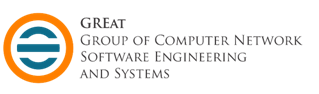 GREat
Group of Computer Network
Software Engineering
and Systems